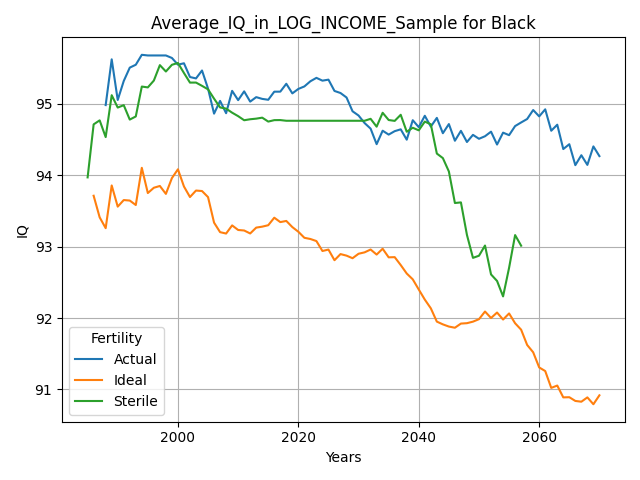 Average_IQ_in_LOG_INCOME_Sample for Black
IQ
95
94
93
92
91
Fertility
Actual
Ideal
Sterile
2000 2020 2040 2060
Years